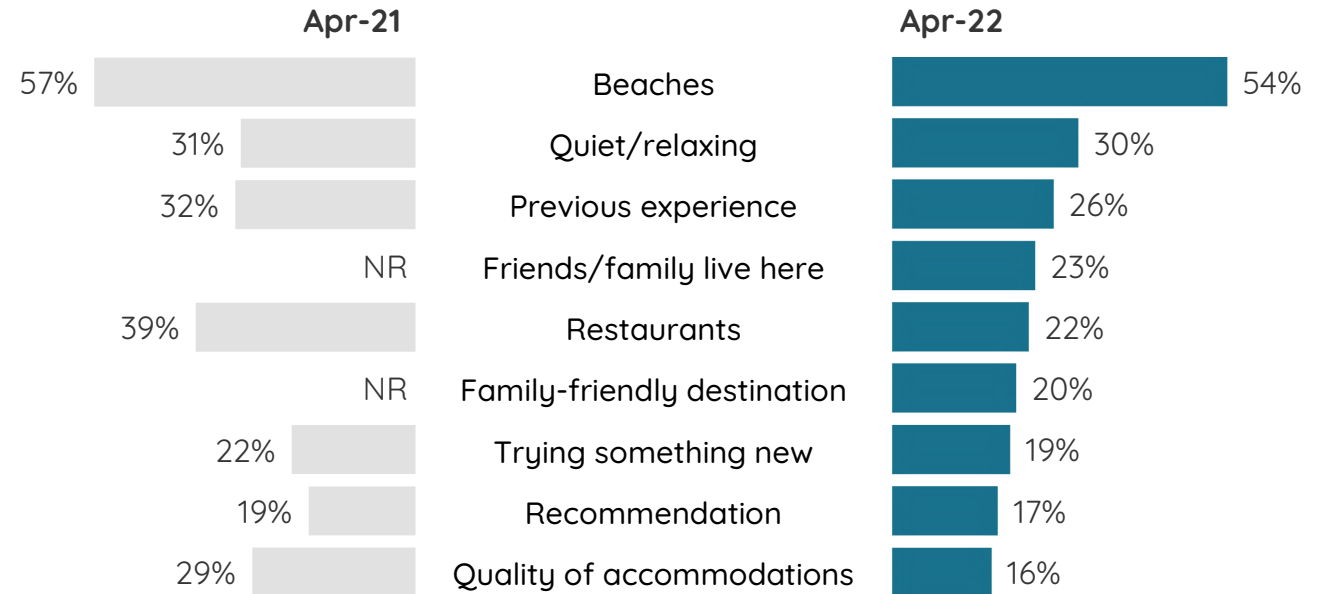 Apr-21 Apr-22
57% Beaches 54%
31% Quiet/relaxing 30%
32% Previous experience 26%
NR Friends/family live here 23%
39% Restaurants 22%
NR Family-friendly destination 20%
22% Trying something new 19%
19% Recommendation 17%
29% Quality of accommodations 16%